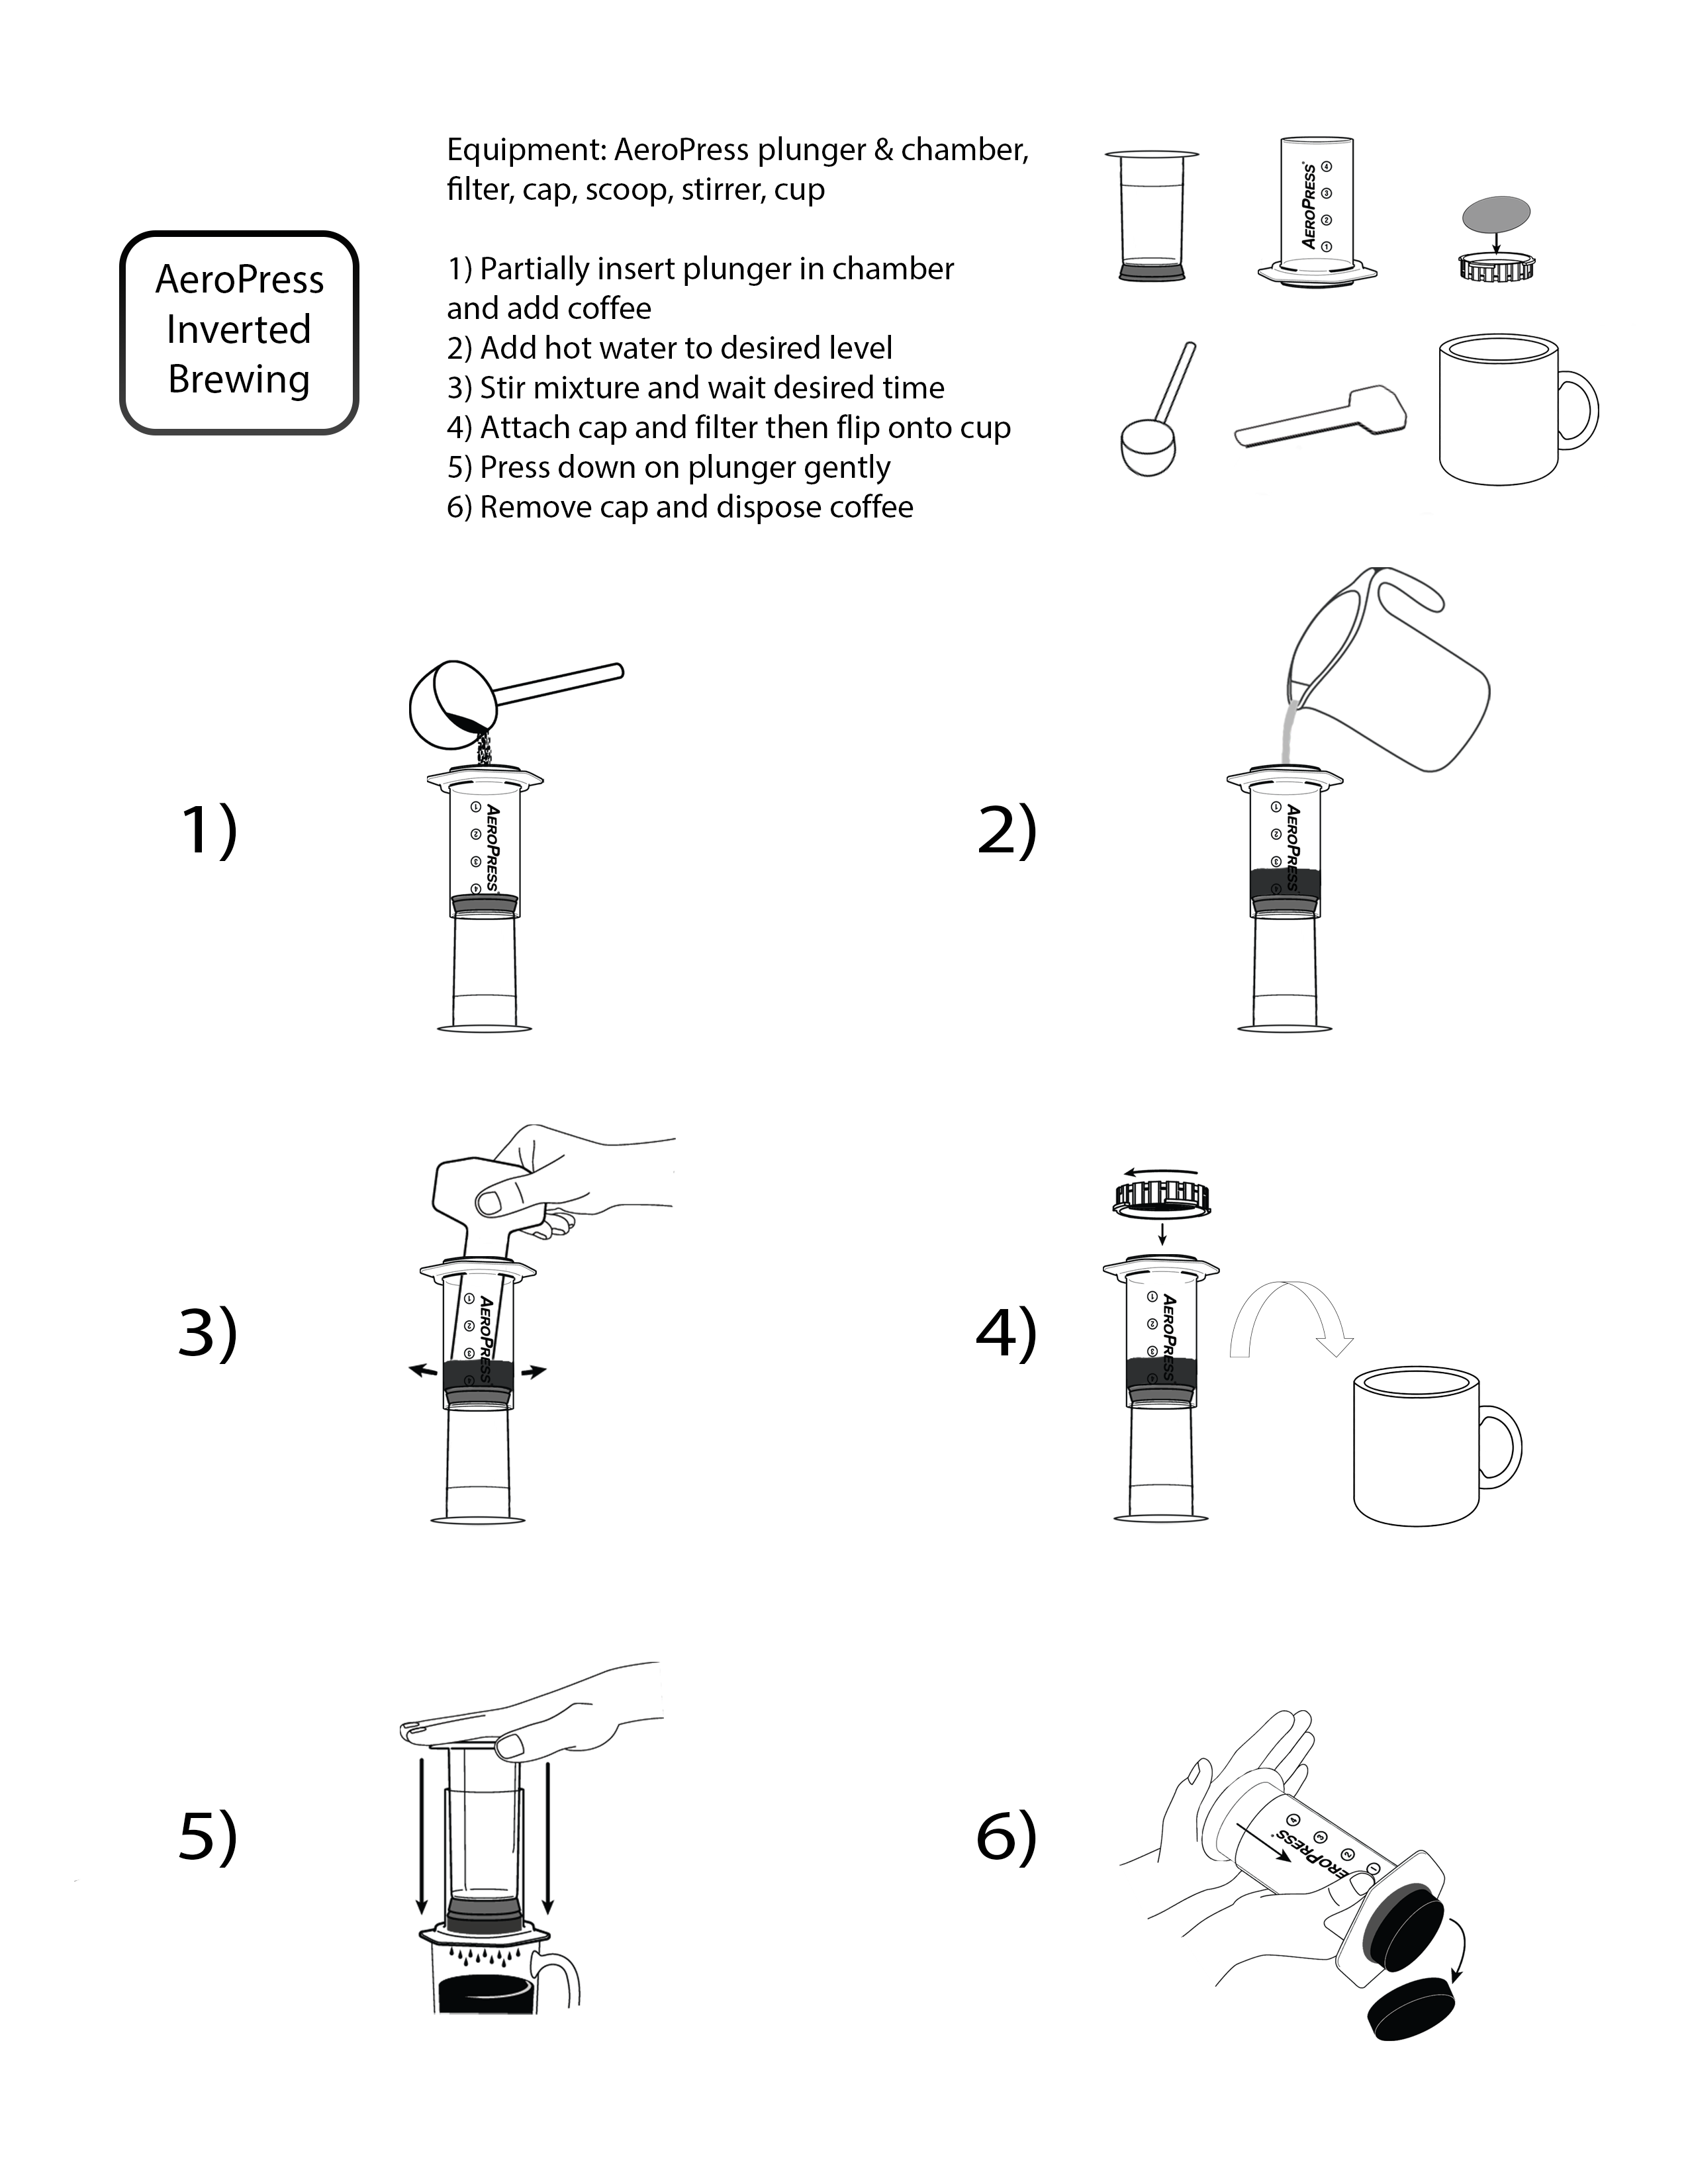 AeroPress
Inverted
Brewing
Equipment: AeroPress plunger & chamber,
filter, cap, scoop, stirrer, cup
1) Partially insert plunger in chamber
and add coffee
2) Add hot water to desired level
3) Stir mixture and wait desired time
4) Attach cap and filter then flip onto cup
5) Press down on plunger gently
6) Remove cap and dispose coffee
AEROPRESS
4
3
2
1
1)
AEROPRESS
1
2
3
4
2)
AEROPRESS
1
2
3
4
3)
AEROPRESS
1
2
3
4
4)
AEROPRESS
1
2
3
4
5)
6)
EROPRESS
4
3
2
1